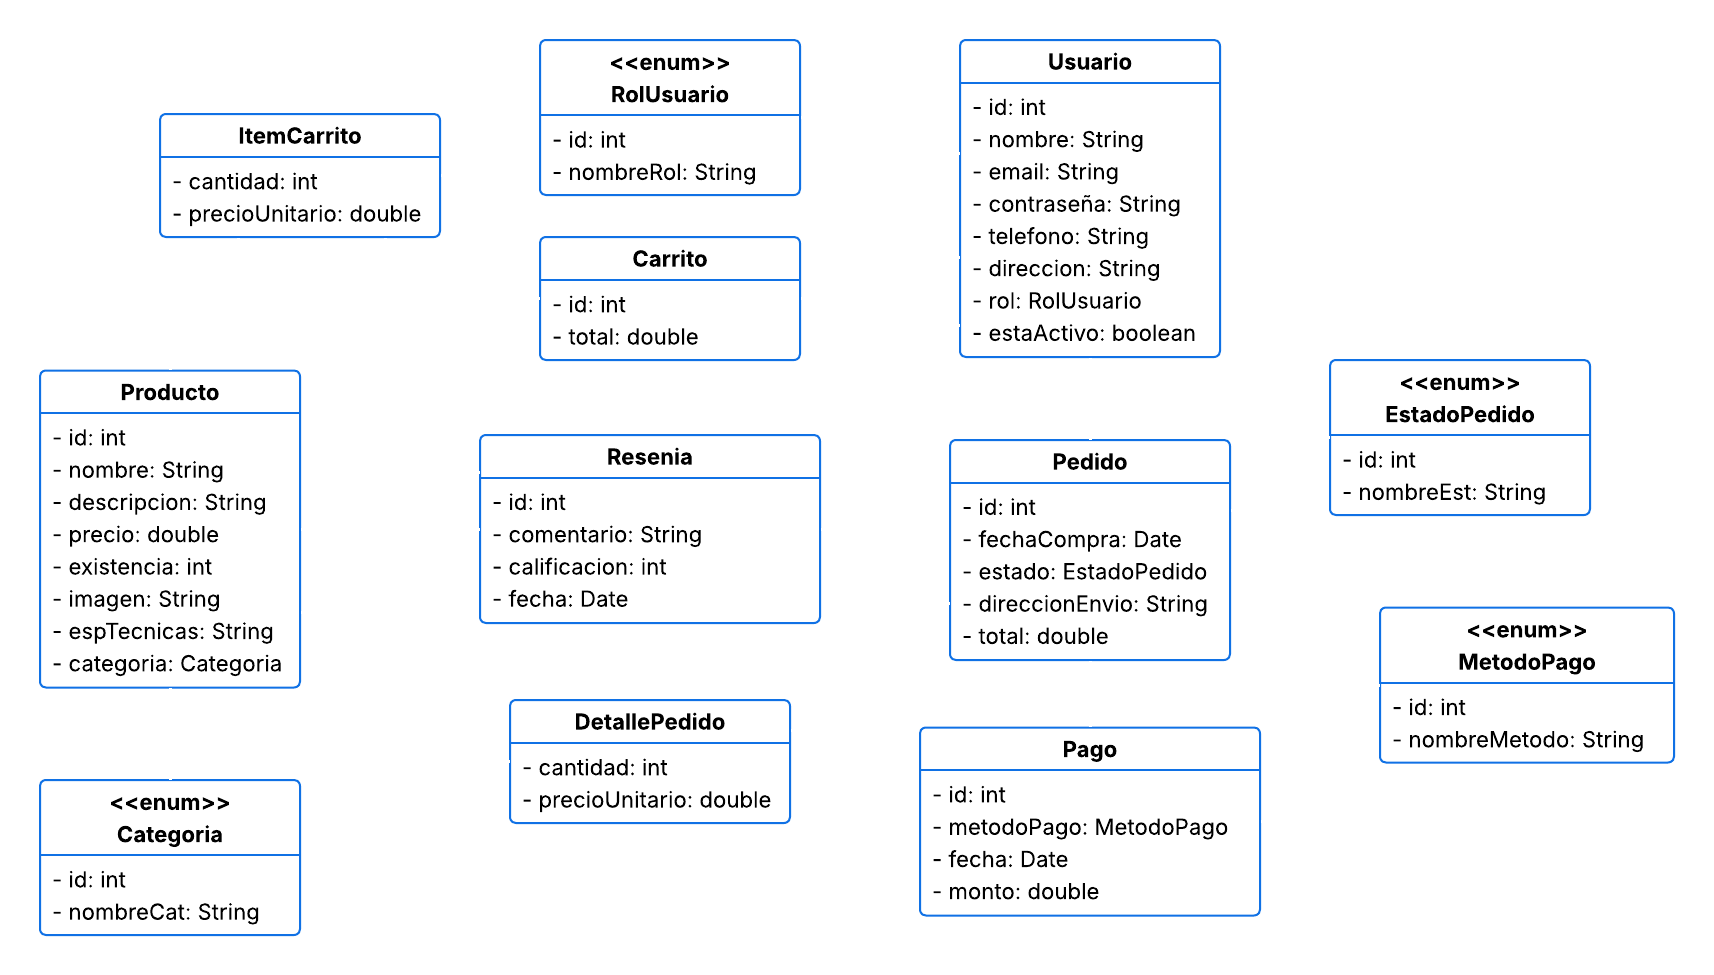 <<enum>>
RolUsuario
- id: int
- nombreRol: String
Usuario
- id: int
- nombre: String
- email: String
- contraseña: String
- telefono: String
- direccion: String
- rol: RolUsuario
- estaActivo: boolean
ItemCarrito
- cantidad: int
- precioUnitario: double
Carrito
- id: int
- total: double
Producto
- id: int
- nombre: String
- descripcion: String
- precio: double
- existencia: int
- imagen: String
- espTecnicas: String
- categoria: Categoria
Resenia
- id: int
- comentario: String
- calificacion: int
- fecha: Date
Pedido
- id: int
- fechaCompra: Date
- estado: EstadoPedido
- direccionEnvio: String
- total: double
<<enum>>
EstadoPedido
- id: int
- nombreEst: String
<<enum>>
MetodoPago
- id: int
- nombreMetodo: String
DetallePedido
- cantidad: int
- precioUnitario: double
Pago
- id: int
- metodoPago: MetodoPago
- fecha: Date
- monto: double
<<enum>>
Categoria
- id: int
- nombreCat: String